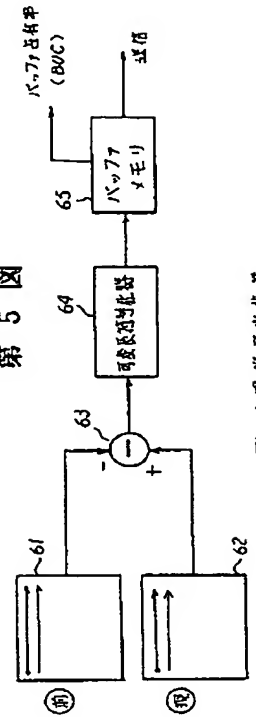 第 5 図
バッファ占有率
(BOC)
送信
65
バッファ
メモリ
64
可変長符号化器
63
-
+
61
前
62
現